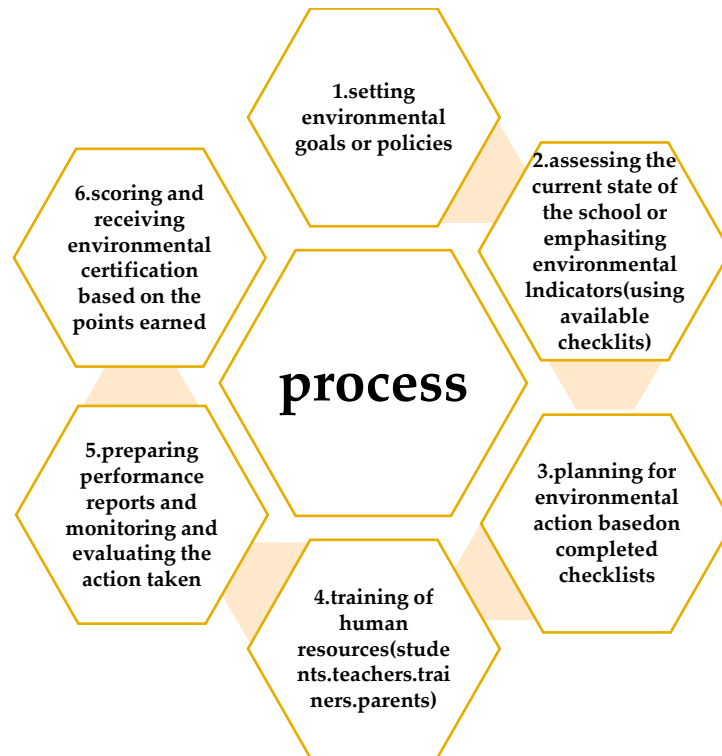 1.setting
environmental
goals or policies
2.assessing the
current state of
the school or
emphasiting
environmental
lndicators(using
available
checklits)
3.planning for
environmental
action basedon
completed
checklists
4.training of
human
resources(stude
nts.teachers.trai
ners.parents)
5.preparing
performance
reports and
monitoring and
evaluating the
action taken
6.scoring and
receiving
environmental
certification
based on the
points earned
process